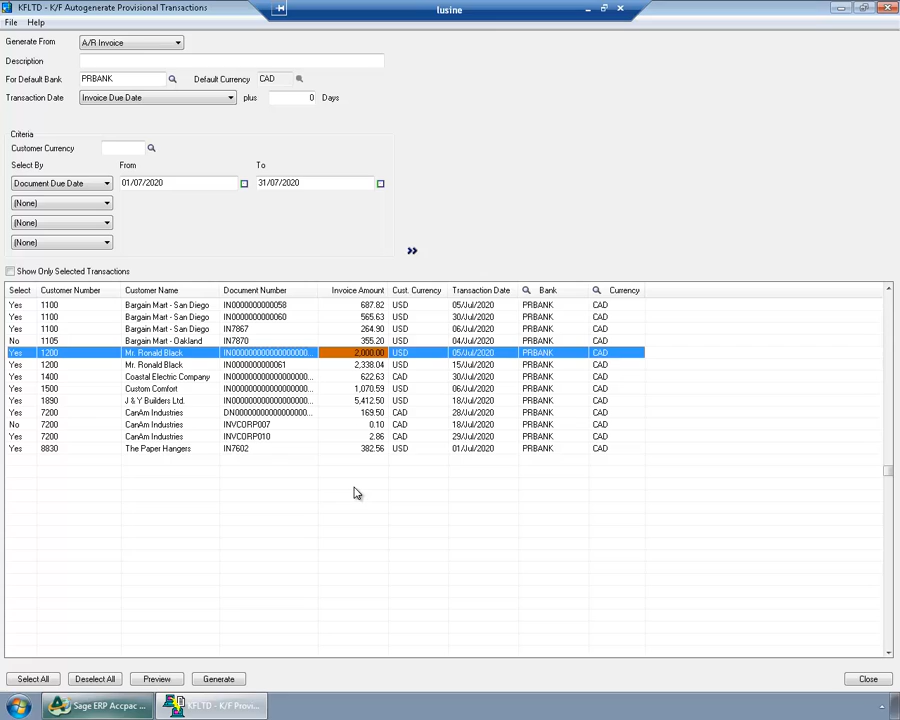 KFLTD - K/F Autogenerate Provisional Transactions
lusine
File Help
Generate From A/R Invoice
Description
For Default Bank PRBANK Default Currency CAD
Transaction Date Invoice Due Date plus 0 Days
Criteria
Customer Currency
Select By From To
Document Due Date 01/07/2020 31/07/2020
(None)
(None)
(None)
Show Only Selected Transactions
Select Customer Number Customer Name Document Number Invoice Amount Cust. Currency Transaction Date Bank Currency
Yes 1100 Bargain Mart - San Diego IN0000000000058 687.82 USD 05/Jul/2020 PRBANK CAD
Yes 1100 Bargain Mart - San Diego IN0000000000060 565.63 USD 30/Jul/2020 PRBANK CAD
Yes 1100 Bargain Mart - San Diego IN7867 264.90 USD 06/Jul/2020 PRBANK CAD
No 1105 Bargain Mart - Oakland IN7870 355.20 USD 04/Jul/2020 PRBANK CAD
Yes 1200 Mr. Ronald Black IN00000000000000000... 2,000.00 USD 05/Jul/2020 PRBANK CAD
Yes 1200 Mr. Ronald Black IN0000000000061 2,338.04 USD 15/Jul/2020 PRBANK CAD
Yes 1400 Coastal Electric Company IN00000000000000000... 622.63 CAD 30/Jul/2020 PRBANK CAD
Yes 1500 Custom Comfort IN00000000000000000... 1,070.59 USD 06/Jul/2020 PRBANK CAD
Yes 1890 J & Y Builders Ltd. IN00000000000000000... 5,412.50 USD 18/Jul/2020 PRBANK CAD
Yes 7200 CanAm Industries DN0000000000000000... 169.50 CAD 28/Jul/2020 PRBANK CAD
No 7200 CanAm Industries INVCORP007 0.10 CAD 18/Jul/2020 PRBANK CAD
Yes 7200 CanAm Industries INVCORP010 2.86 CAD 29/Jul/2020 PRBANK CAD
Yes 8830 The Paper Hangers IN7602 382.56 USD 01/Jul/2020 PRBANK CAD
Select All Deselect All Preview Generate Close
Sage ERP Accpac ... KFLTD - K/F Provi...